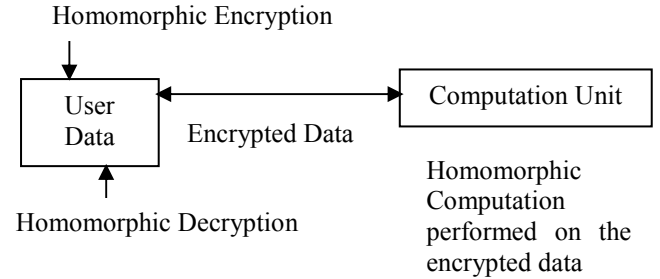 Homomorphic Encryption
User
Data
Encrypted Data
Computation Unit
Homomorphic Decryption
Homomorphic
Computation
performed on the
encrypted data